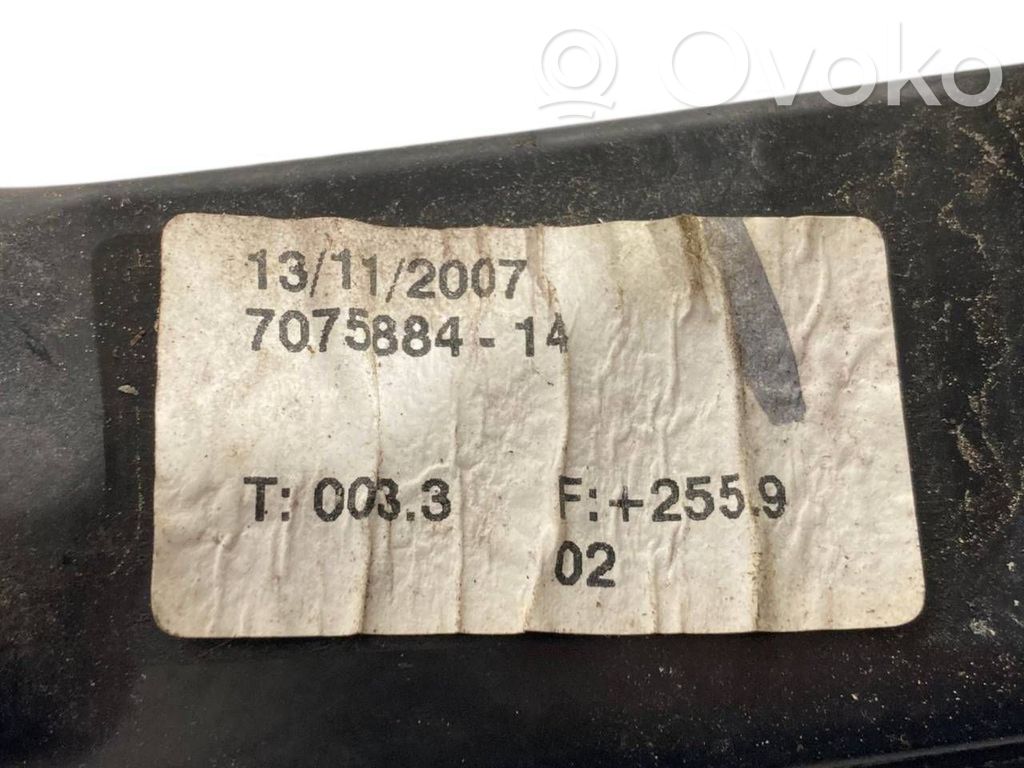 Ovoko
13/11/2007
7075884-14
T: 003.3 F:+255.9
02